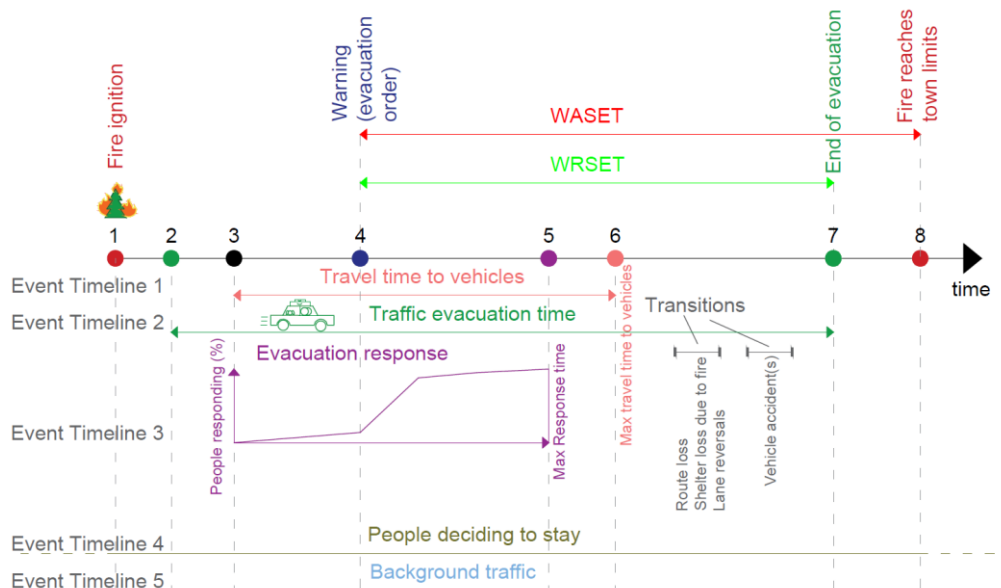 Fire ignition
Warning
(evacuation
order)
End of evacuation
Fire reaches
town limits
WASET
WRSET
1
2
3
4
5
6
7
8
time
Event Timeline 1
Travel time to vehicles
Event Timeline 2
Traffic evacuation time
Transitions
Evacuation response
People responding (%)
Max Response time
Max travel time to vehicles
Event Timeline 3
Route loss
Shelter loss due to fire
Lane reversals
Vehicle accident(s)
Event Timeline 4
People deciding to stay
Event Timeline 5
Background traffic